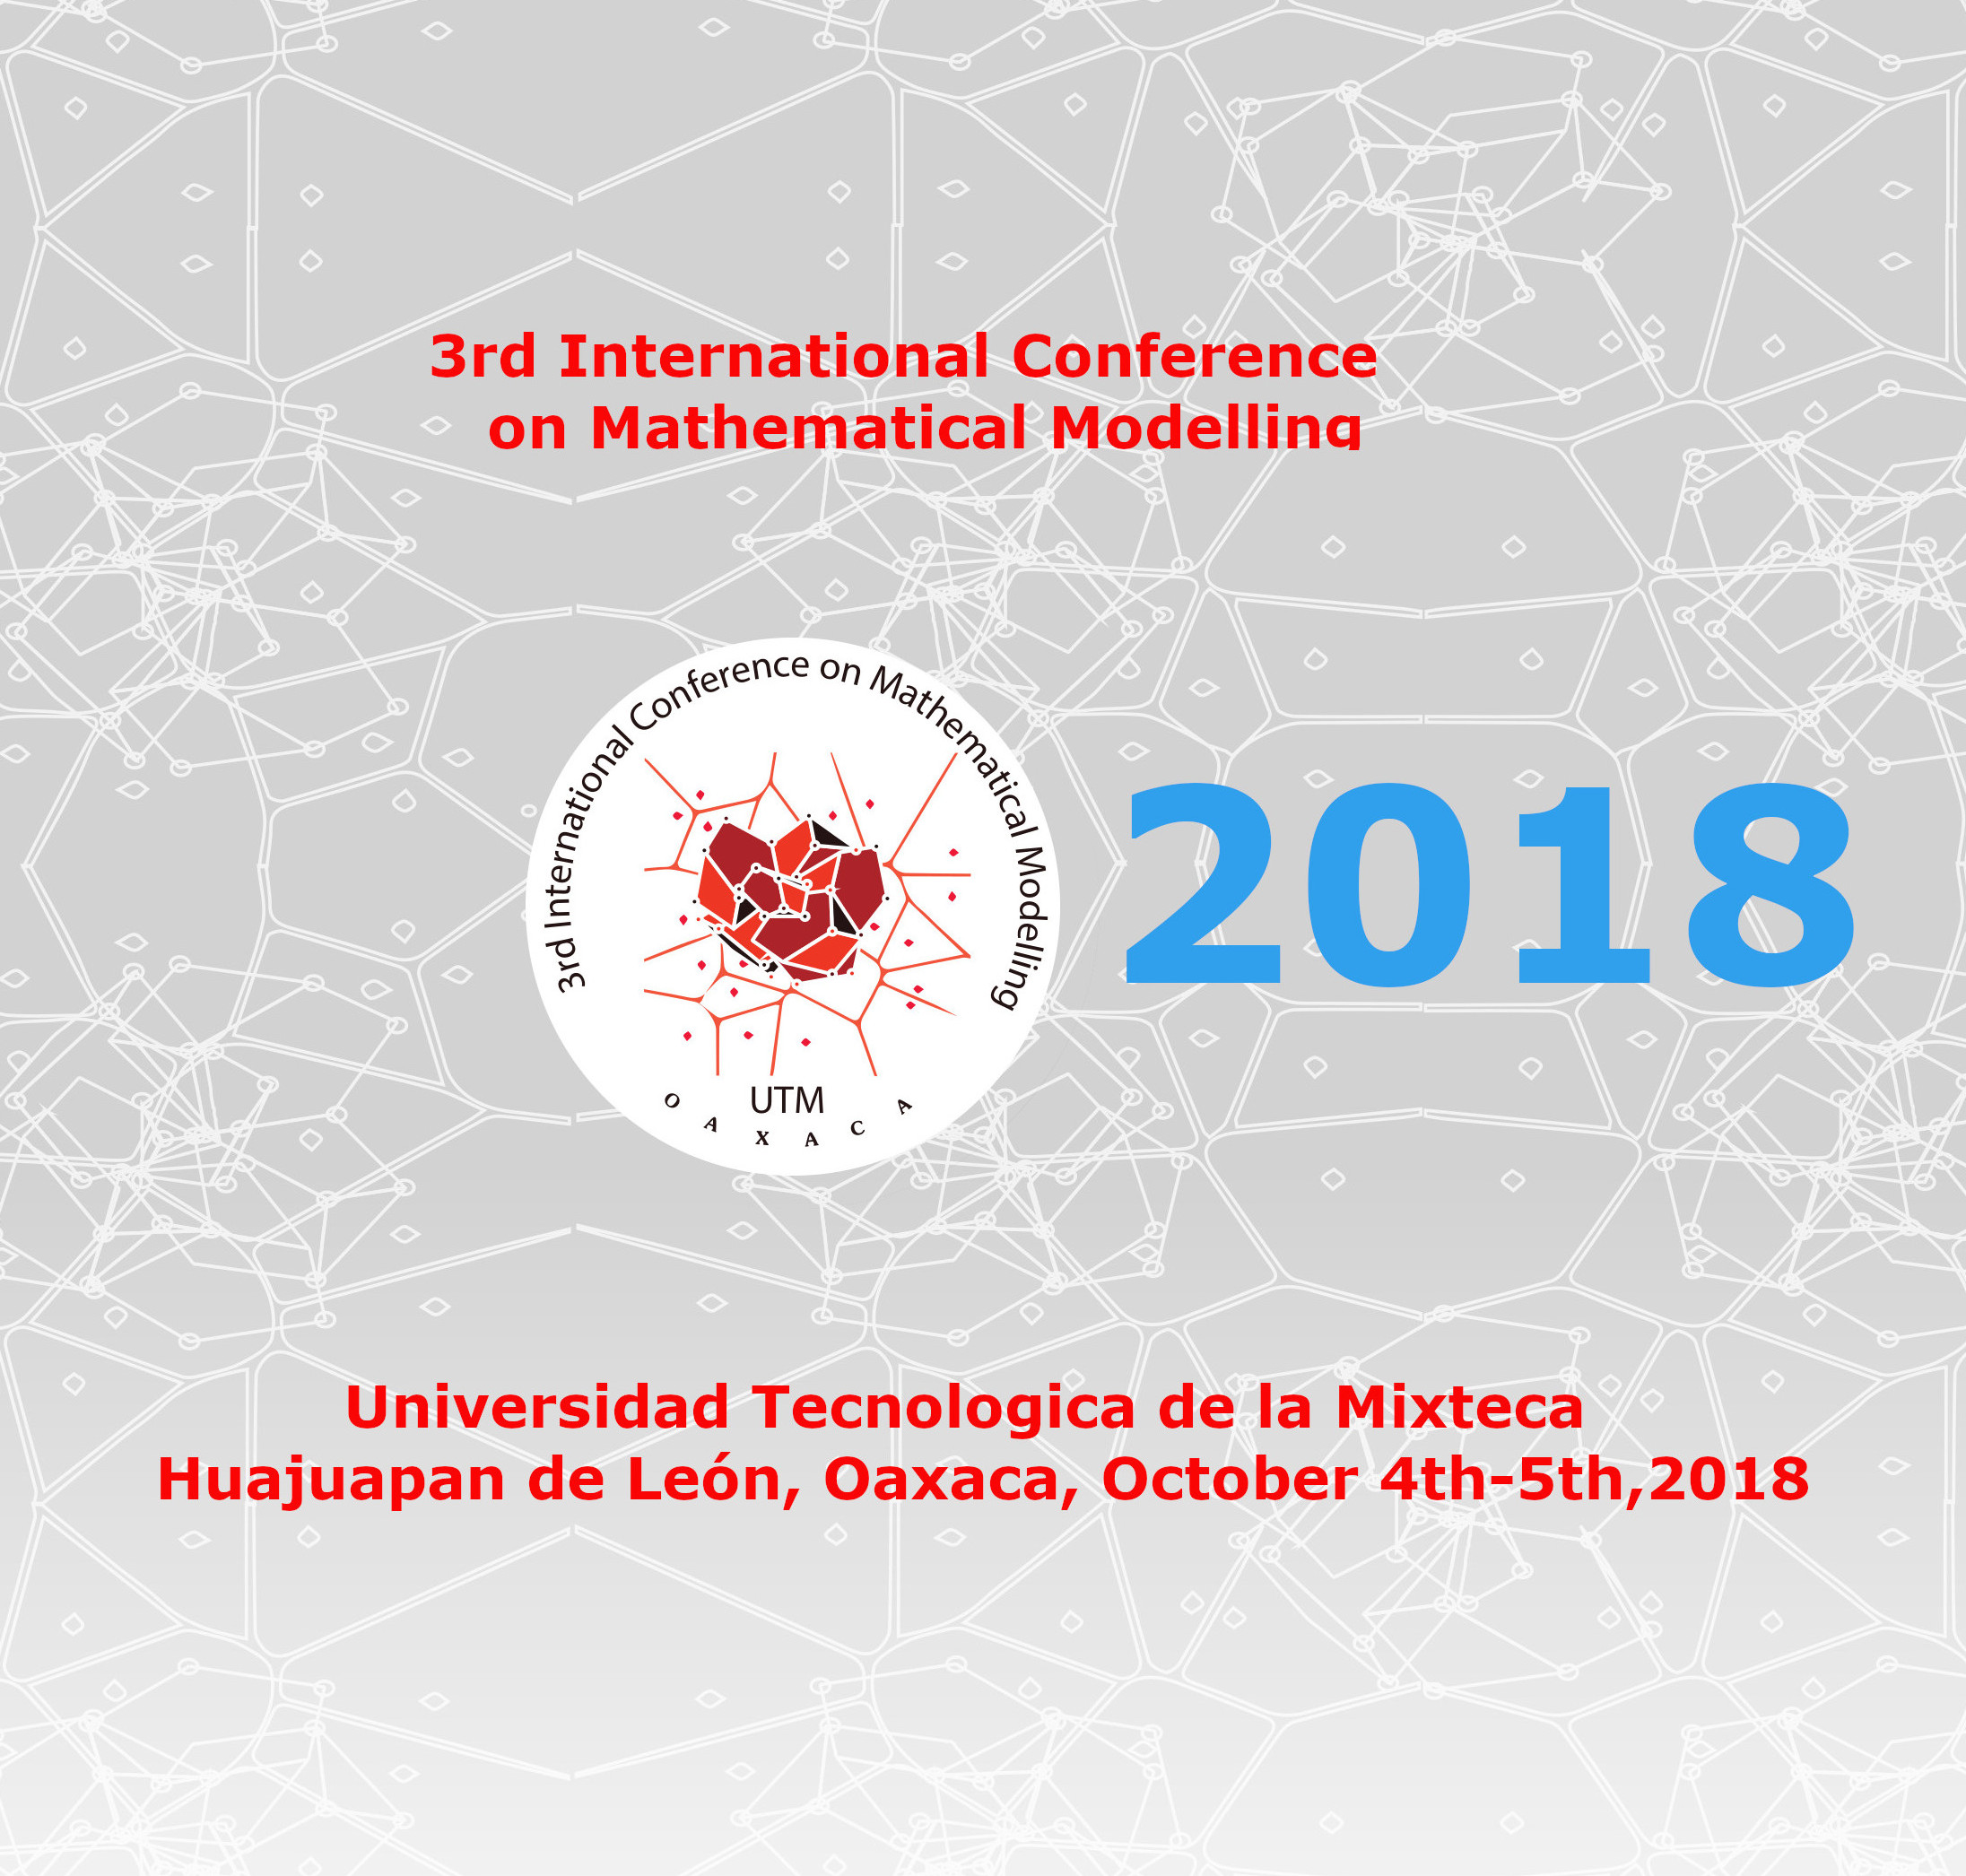 3rd International Conference
on Mathematical Modelling
3rd International Conference on Mathematical Modelling
UTM
OAXACA
2018
Universidad Tecnologica de la Mixteca
Huajuapan de León, Oaxaca, October 4th-5th,2018